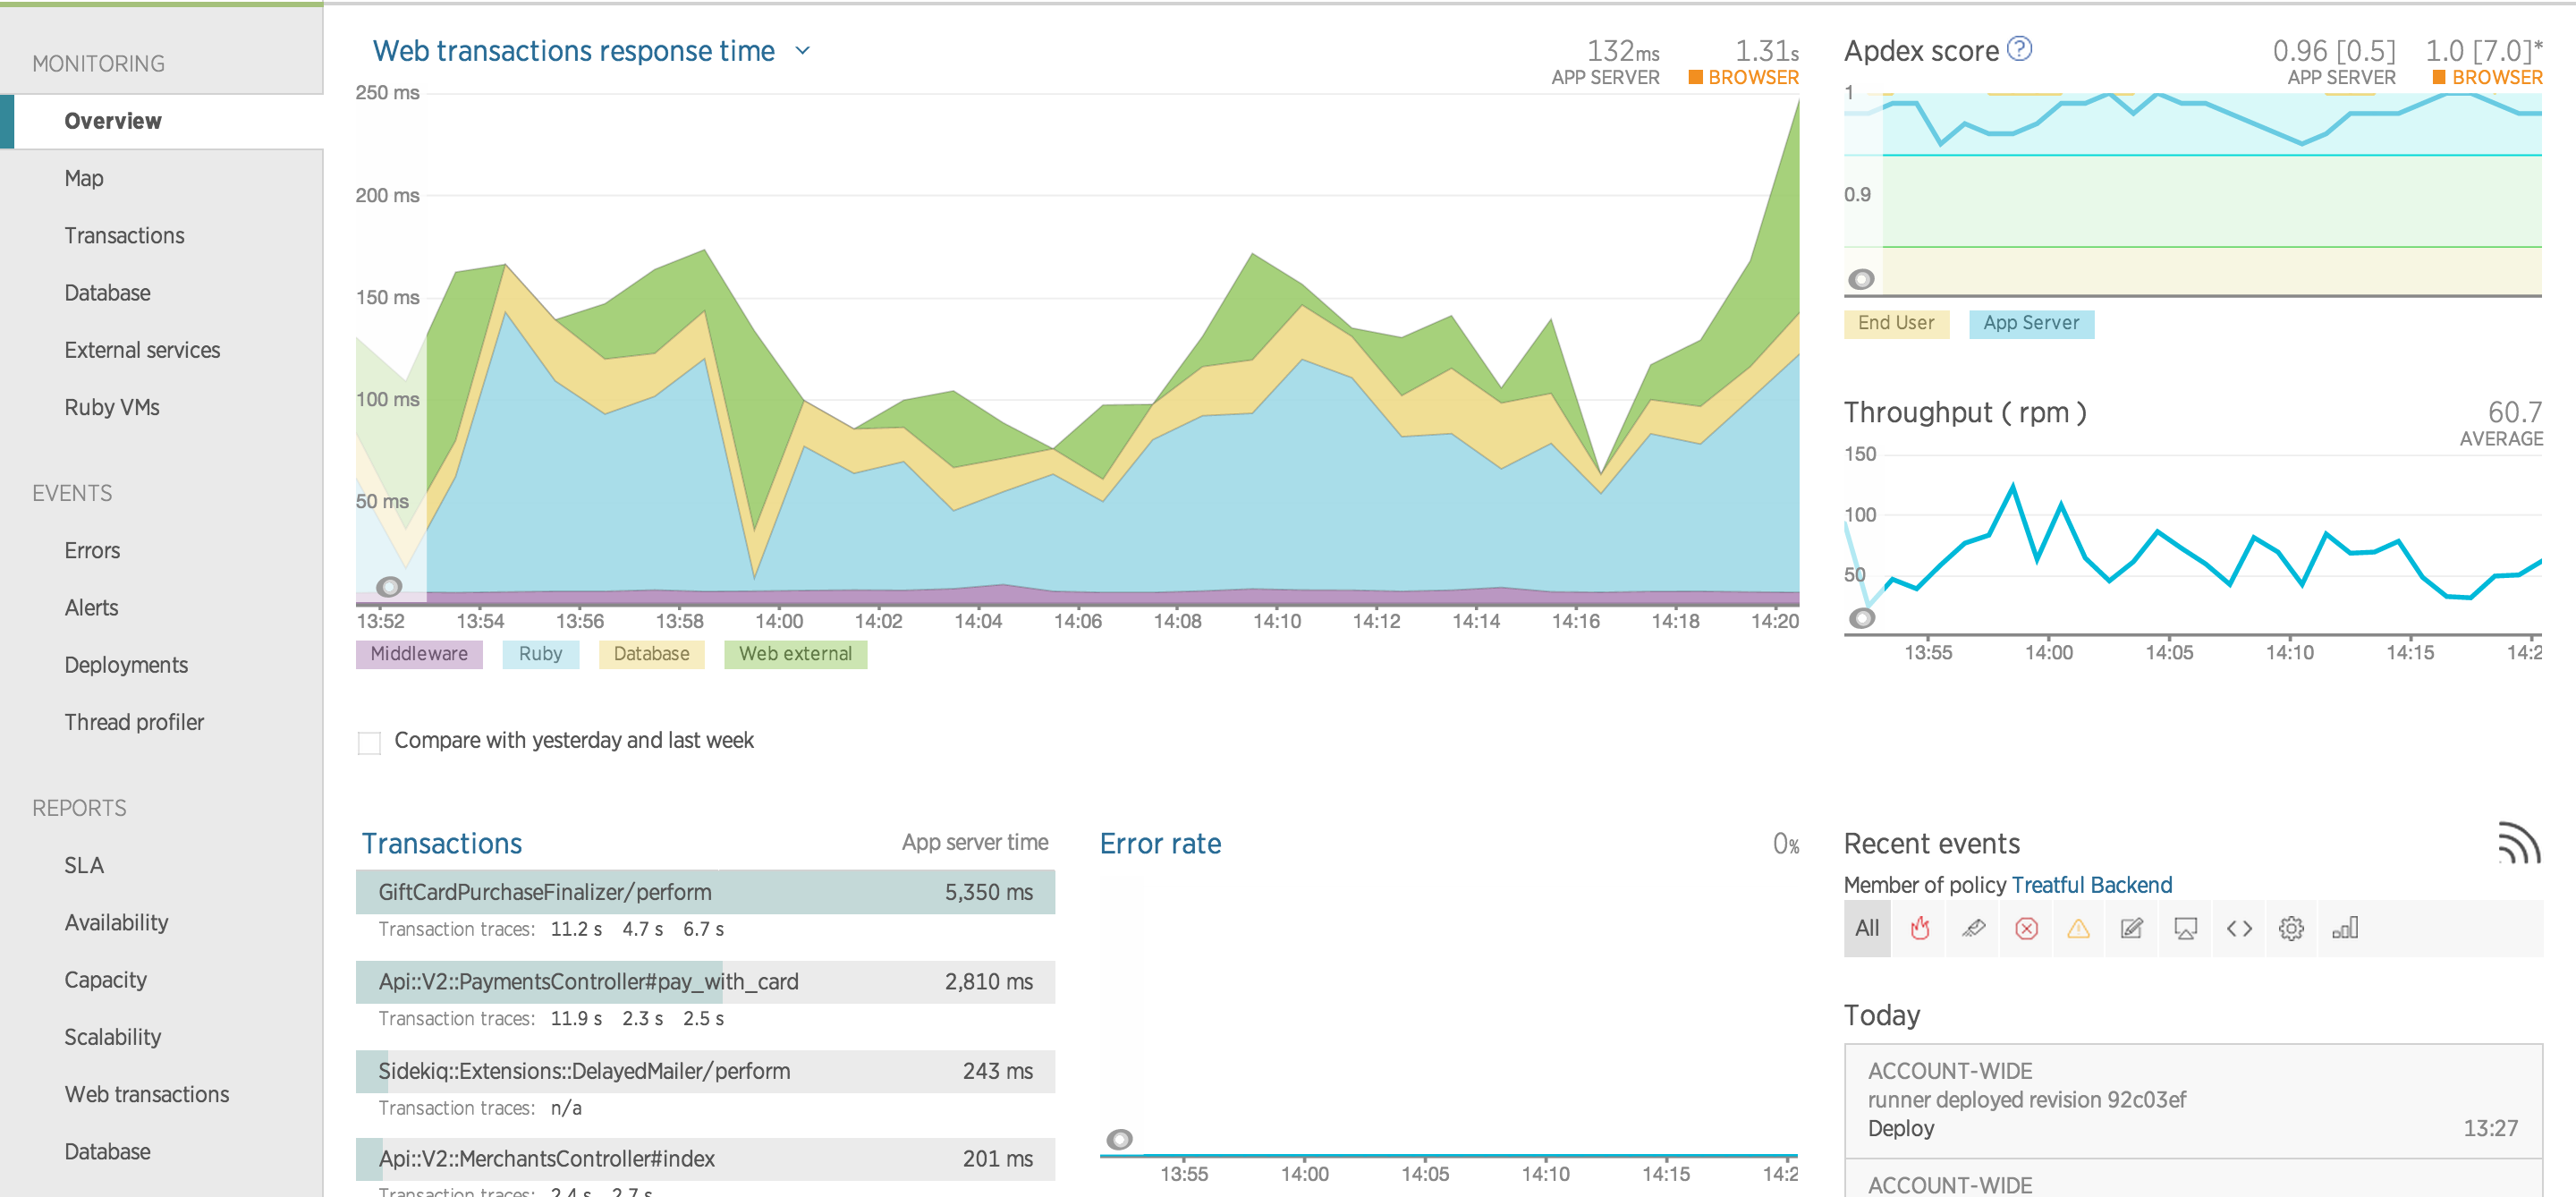 MONITORING
Overview
Map
Transactions
Database
External services
Ruby VMs
EVENTS
Errors
Alerts
Deployments
Thread profiler
REPORTS
SLA
Availability
Capacity
Scalability
Web transactions
Database
Web transactions response time
132ms
APP SERVER
1.31s
BROWSER
250 ms
200 ms
150 ms
100 ms
50 ms
13:52 13:54 13:56 13:58 14:00 14:02 14:04 14:06 14:08 14:10 14:12 14:14 14:16 14:18 14:20
Middleware Ruby Database Web external
Compare with yesterday and last week
Apdex score ?
0.96 [0.5]
APP SERVER
1.0 [7.0]*
BROWSER
1
0.9
End User App Server
Throughput ( rpm )
60.7
AVERAGE
150
100
50
13:55 14:00 14:05 14:10 14:15 14:2
Transactions App server time
GiftCardPurchaseFinalizer/perform 5,350 ms
Transaction traces: 11.2 s 4.7 s 6.7 s
Api::V2::PaymentsController#pay_with_card 2,810 ms
Transaction traces: 11.9 s 2.3 s 2.5 s
Sidekiq::Extensions::DelayedMailer/perform 243 ms
Transaction traces: n/a
Api::V2::MerchantsController#index 201 ms
Transaction traces: 2.4 s 2.7 s
Error rate 0%
13:55 14:00 14:05 14:10 14:15 14:2
Recent events
Member of policy Treatful Backend
All
Today
ACCOUNT-WIDE
runner deployed revision 92c03ef
Deploy 13:27
ACCOUNT-WIDE